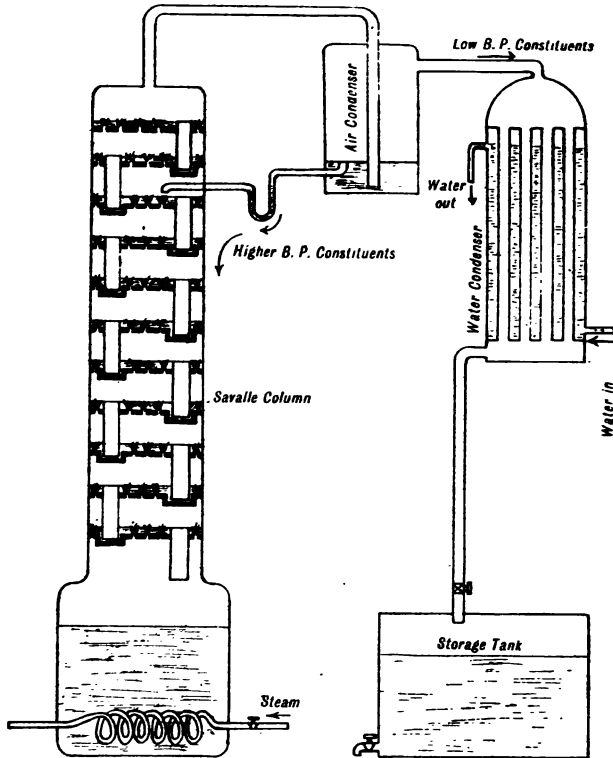 Low B. P. Constituents
Air Condenser
Water
out
Higher B. P. Constituents
Water Condenser
Water in
Savalle Column
Storage Tank
Steam